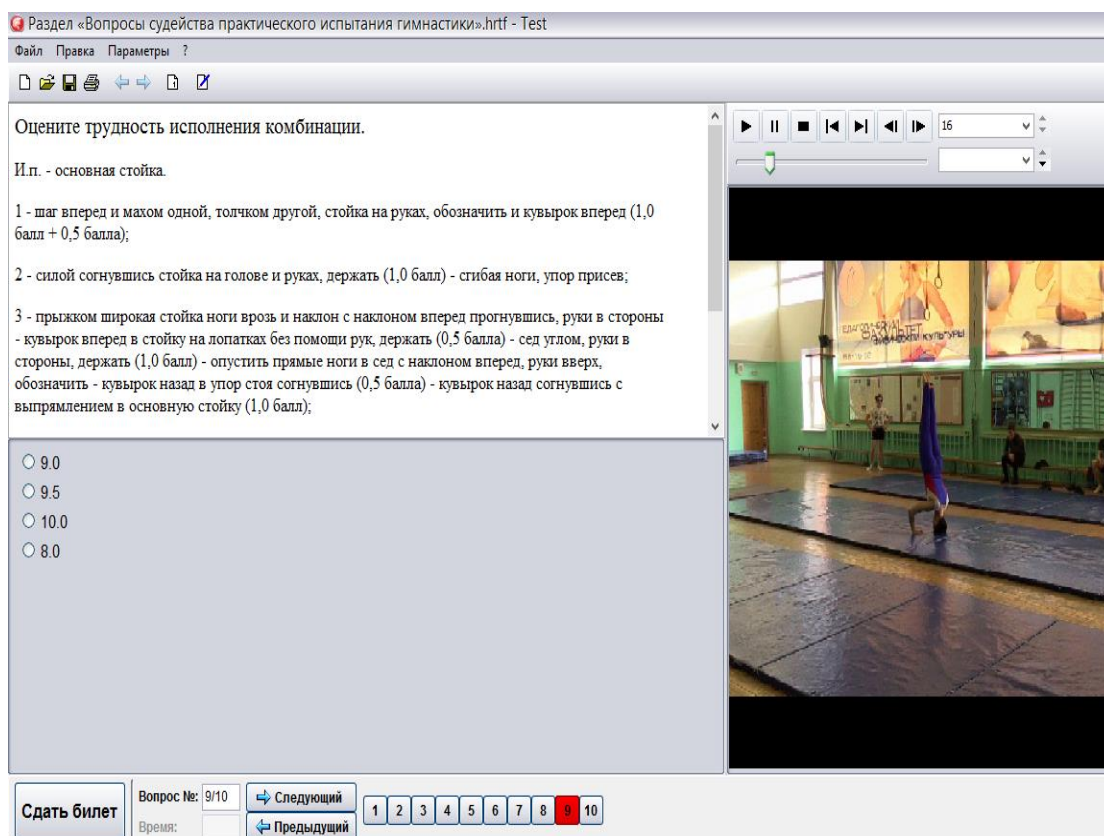 Раздел «Вопросы судейства практического испытания гимнастики».hrtf - Test
Файл Правка Параметры ?
Оцените трудность исполнения комбинации.
И.п. - основная стойка.
1 - шаг вперед и махом одной, толчком другой, стойка на руках, обозначить и кувырок вперед (1,0
балл + 0,5 балла);
2 - силой согнувшись стойка на голове и руках, держать (1,0 балл) - сгибая ноги, упор присев;
3 - прыжком широкая стойка ноги врозь и наклон с наклоном вперед прогнувшись, руки в стороны
- кувырок вперед в стойку на лопатках без помощи рук, держать (0,5 балла) - сед углом, руки в
стороны, держать (1,0 балл) - опустить прямые ноги в сед с наклоном вперед, руки вверх,
обозначить - кувырок назад в упор стоя согнувшись (0,5 балла) - кувырок назад согнувшись с
выпрямлением в основную стойку (1,0 балл);
9.0
9.5
10.0
8.0
16
ФАКУЛЬТЕТ
КУЛЬТУРЫ
Сдать билет
Вопрос №: 9/10
Время:
Следующий
Предыдущий
1 2 3 4 5 6 7 8 9 10